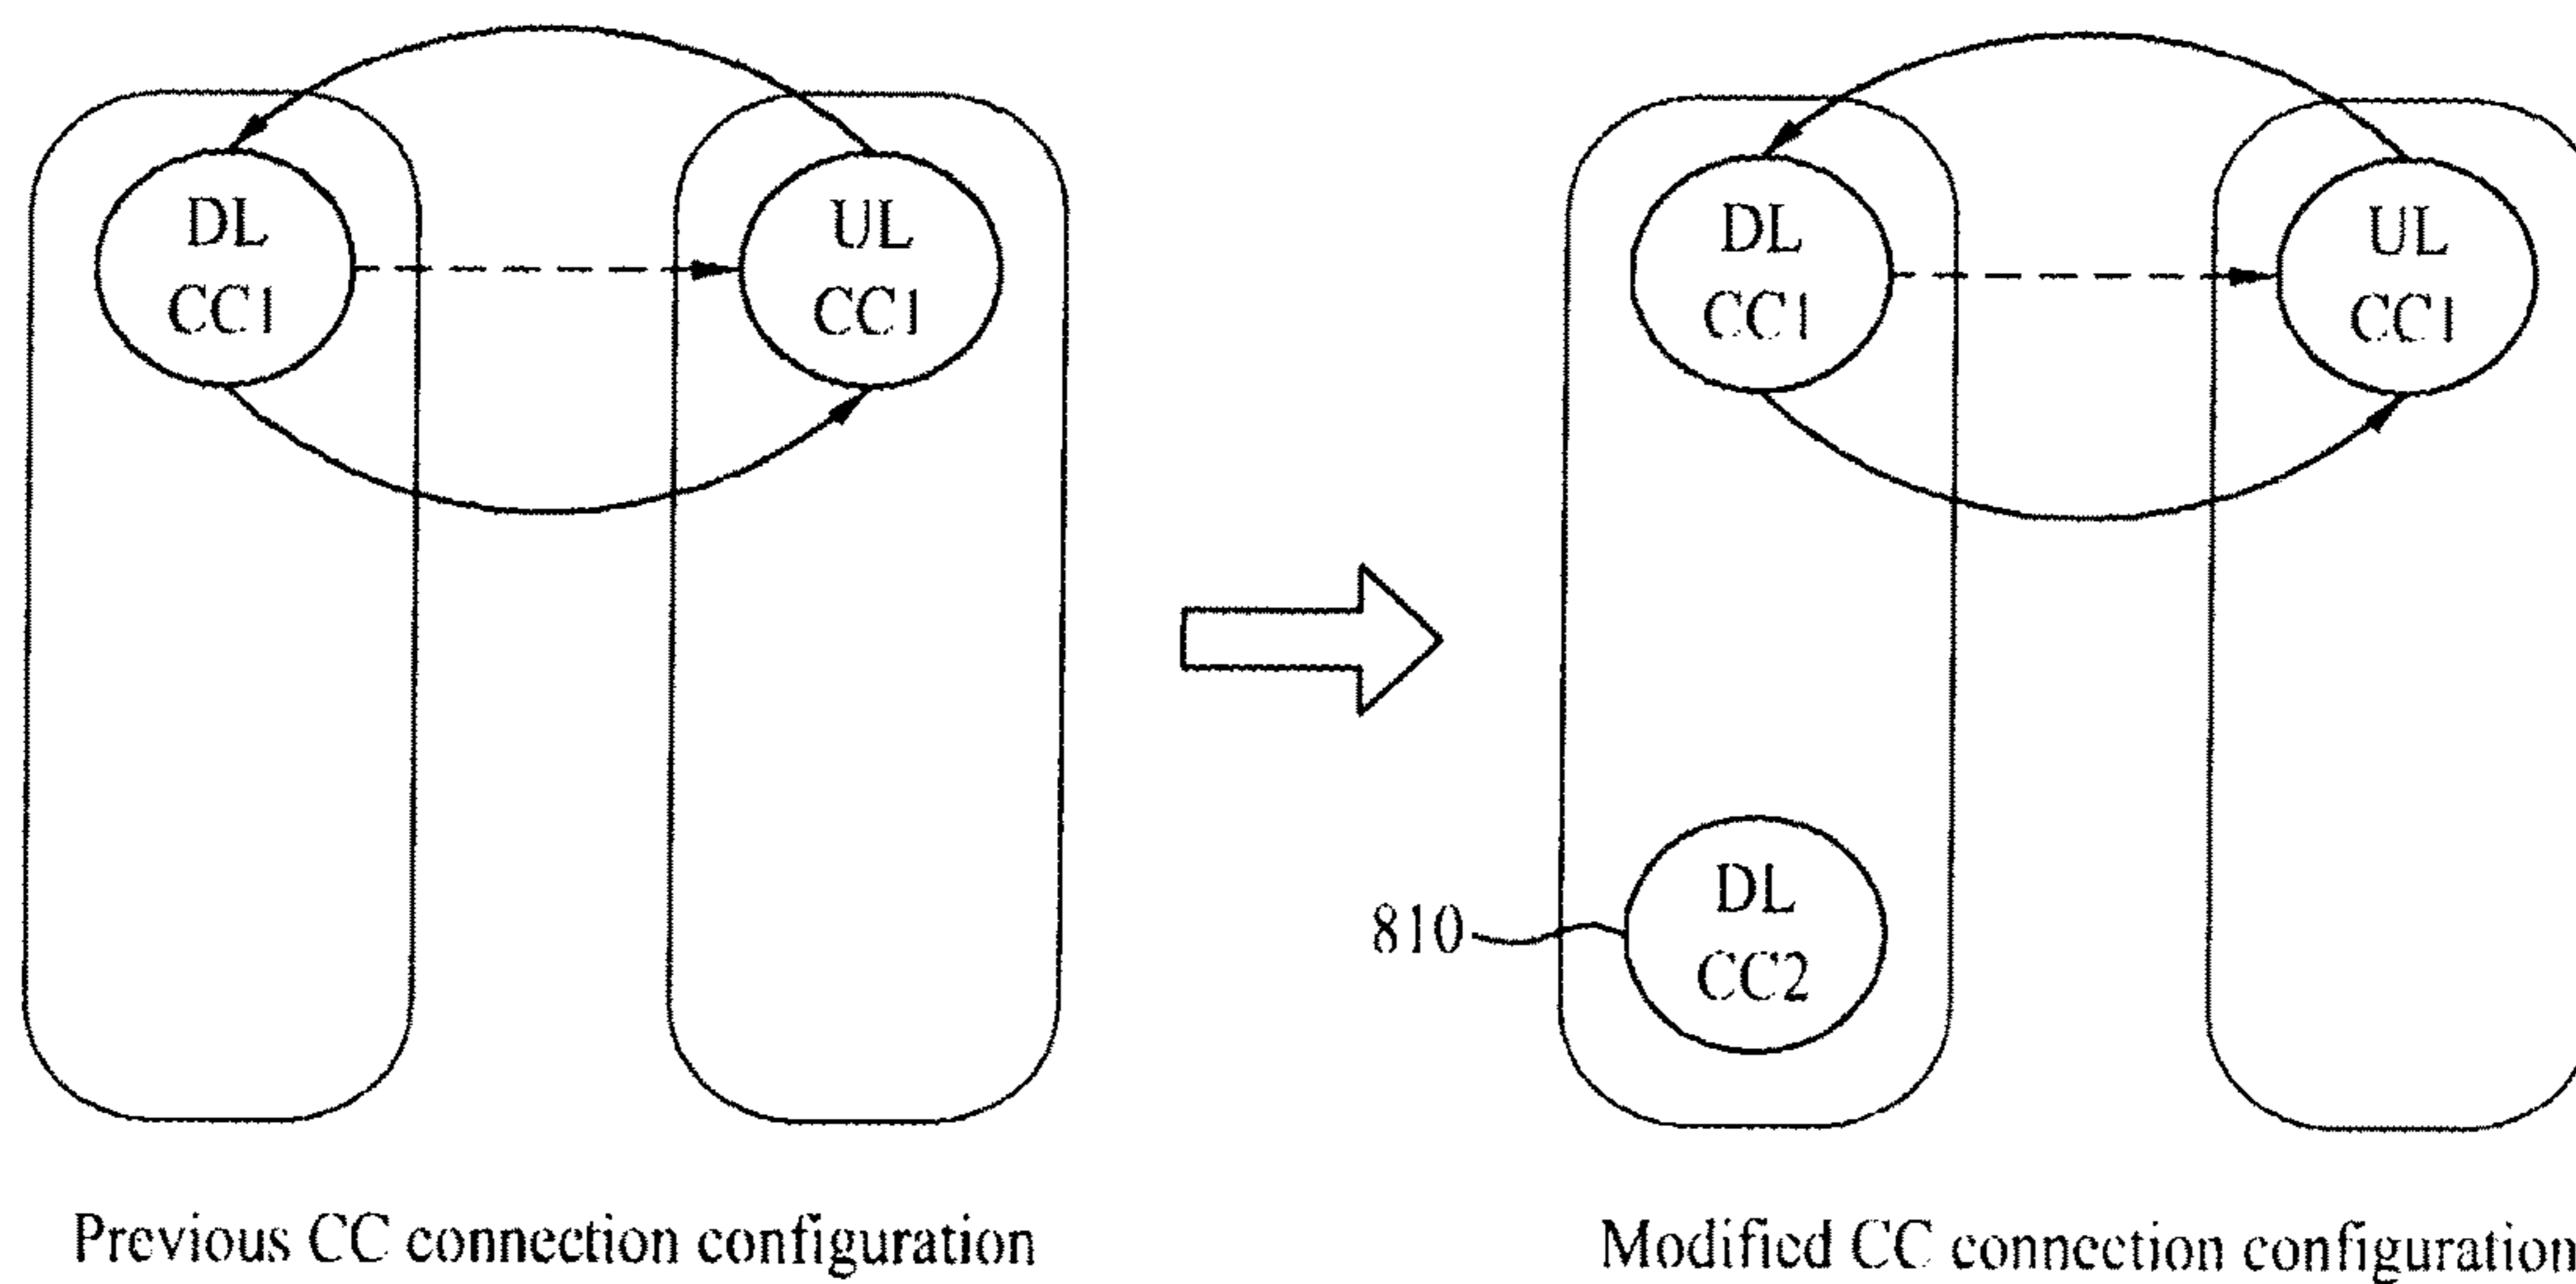 DL
CC1
UL
CC1
DL
CC1
UL
CC1
810
DL
CC2
Previous CC connection configuration
Modified CC connection configuration